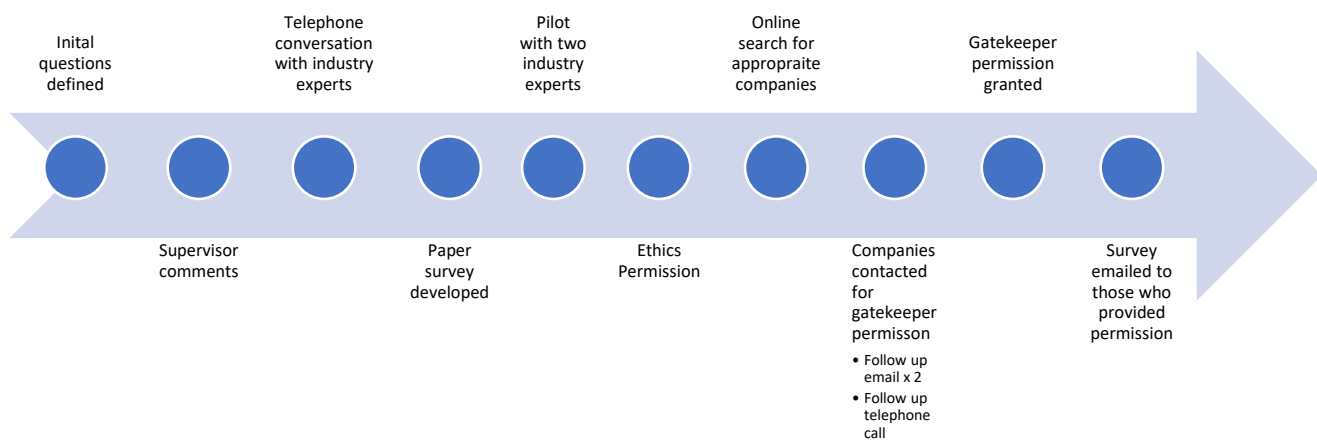 Inital
questions
defined
Supervisor
comments
Telephone
conversation
with industry
experts
Paper
survey
developed
Pilot
with two
industry
experts
Ethics
Permission
Online
search for
appropraite
companies
Companies
contacted
for
gatekeeper
permisson
• Follow up
email x 2
• Follow up
telephone
call
Gatekeeper
permission
granted
Survey
emailed to
those who
provided
permission